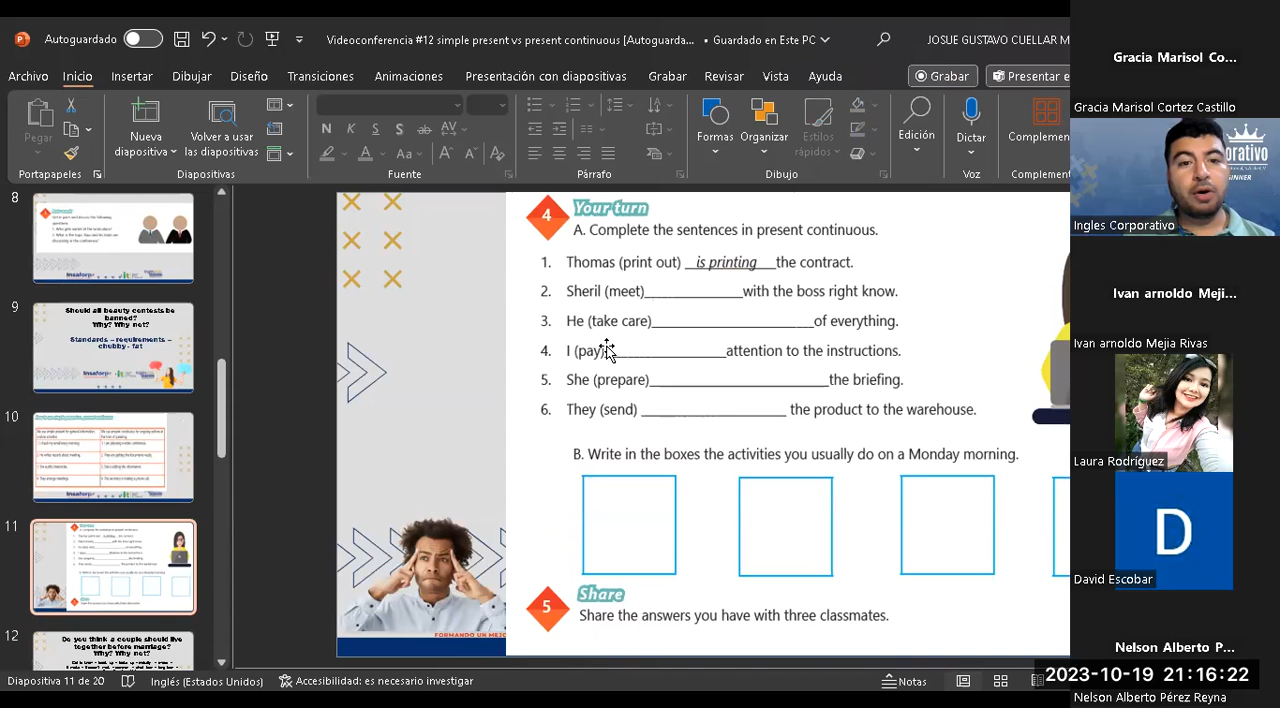 Autoguardado
Videoconferencia #12 simple present vs present continuous [Autoguarda... • Guardado en Este PC
JOSUE GUSTAVO CUELLAR M
Archivo Inicio Insertar Dibujar Diseño Transiciones Animaciones Presentación con diapositivas Grabar Revisar Vista Ayuda
Grabar
Presentar e
Pegar
Nueva diapositiva
Volver a usar las diapositivas
Formas
Organizar
Estilos rápidos
Edición
Dictar
Complemen
Portapapeles
Diapositivas
Fuente
Párrafo
Dibujo
Voz
Complement
8
9
Should all beauty contests be
banned?
Why? Why not?
Standards – requirements –
chubby - fat
10
11
12
Do you think a couple should live
together before marriage?
Why? Why not?
4 Your turn
A. Complete the sentences in present continuous.
1. Thomas (print out) __is printing___the contract.
2. Sheril (meet)______________with the boss right know.
3. He (take care)_______________________of everything.
4. I (pay)________________attention to the instructions.
5. She (prepare)_________________________the briefing.
6. They (send) ____________________ the product to the warehouse.
B. Write in the boxes the activities you usually do on a Monday morning.
5 Share
Share the answers you have with three classmates.
FORMANDO UN MEJO
Diapositiva 11 de 20
Inglés (Estados Unidos)
Accesibilidad: es necesario investigar
Notas
Gracia Marisol Co...
Gracia Marisol Cortez Castillo
Ingles Corporativo
Ivan arnoldo Meji...
Ivan arnoldo Mejia Rivas
Laura Rodríguez
D
David Escobar
Nelson Alberto P...
2023-10-19 21:16:22
Nelson Alberto Pérez Reyna